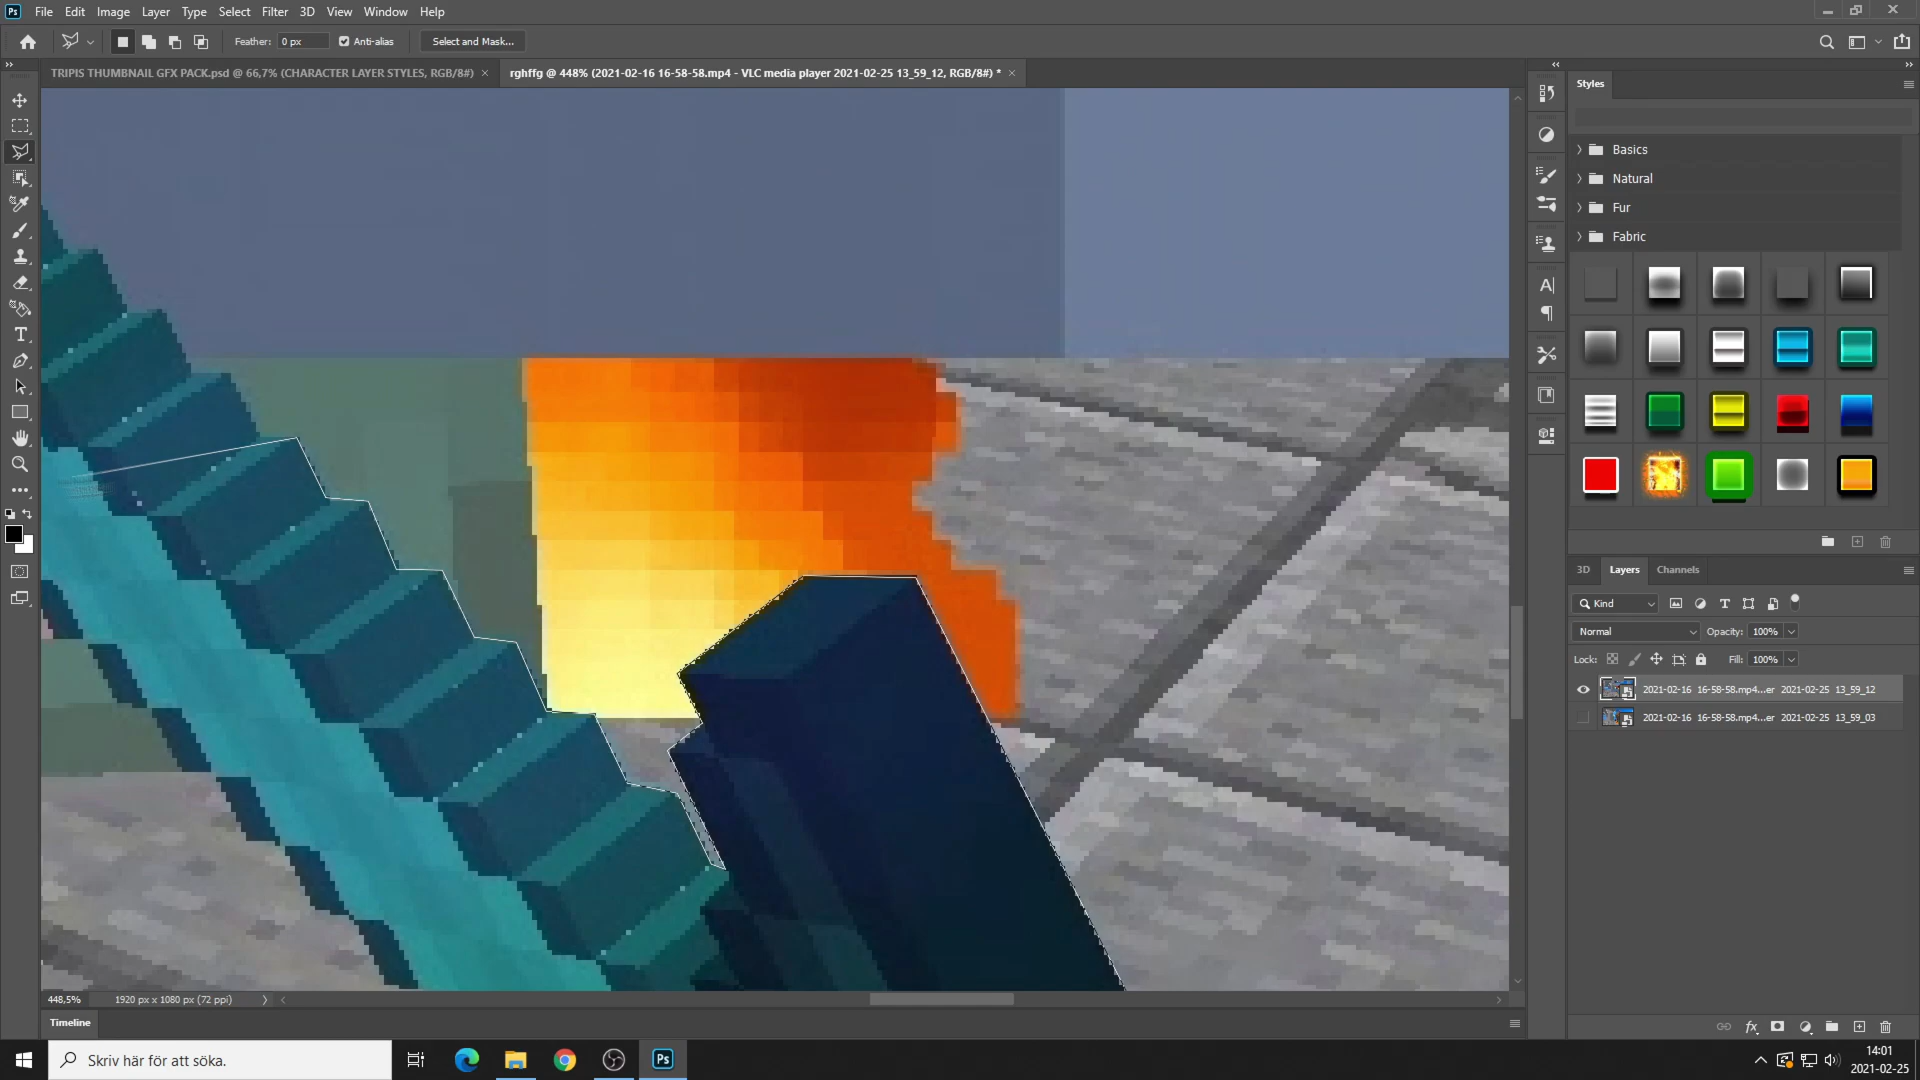 Ps File Edit Image Layer Type Select Filter 3D View Window Help
Feather: 0 px Anti-alias Select and Mask...
TRIPIS THUMBNAIL GFX PACK.psd @ 66,7% (CHARACTER LAYER STYLES, RGB/8#) ×
rghffg @ 448% (2021-02-16 16-58-58.mp4 - VLC media player 2021-02-25 13_59_12, RGB/8#) * ×
Styles
Basics
Natural
Fur
Fabric
3D Layers Channels
Kind
Normal Opacity: 100%
Lock: Fill: 100%
2021-02-16 16-58-58.mp4...er 2021-02-25 13_59_12
2021-02-16 16-58-58.mp4...er 2021-02-25 13_59_03
448,5% 1920 px x 1080 px (72 ppi)
Timeline
fx
Skriv här för att söka.
Ps
14:01
2021-02-25